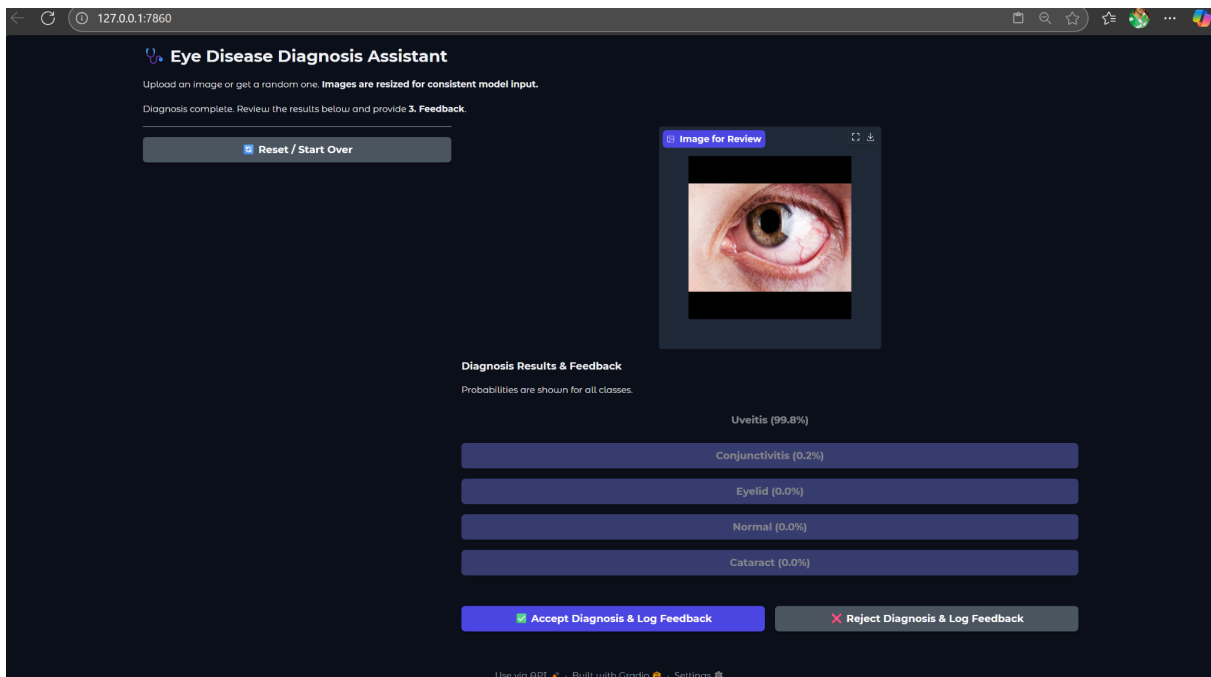 127.0.0.1:7860
Eye Disease Diagnosis Assistant
Upload an image or get a random one. Images are resized for consistent model input.
Diagnosis complete. Review the results below and provide 3. Feedback.
Reset / Start Over
Image for Review
Diagnosis Results & Feedback
Probabilities are shown for all classes.
Uveitis (99.8%)
Conjunctivitis (0.2%)
Eyelid (0.0%)
Normal (0.0%)
Cataract (0.0%)
Accept Diagnosis & Log Feedback
Reject Diagnosis & Log Feedback
Use via API · Built with Gradio · Settings